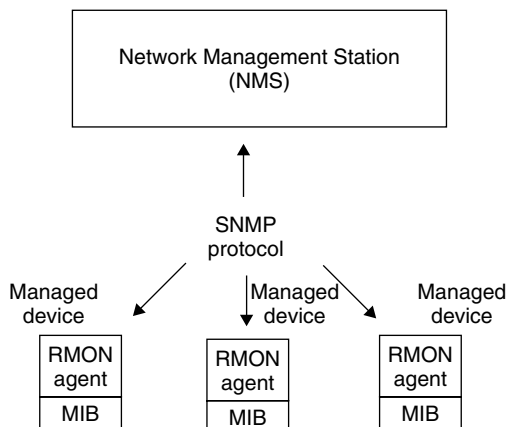 Network Management Station
(NMS)
SNMP
protocol
Managed
device
Managed
device
Managed
device
RMON
agent
MIB
RMON
agent
MIB
RMON
agent
MIB